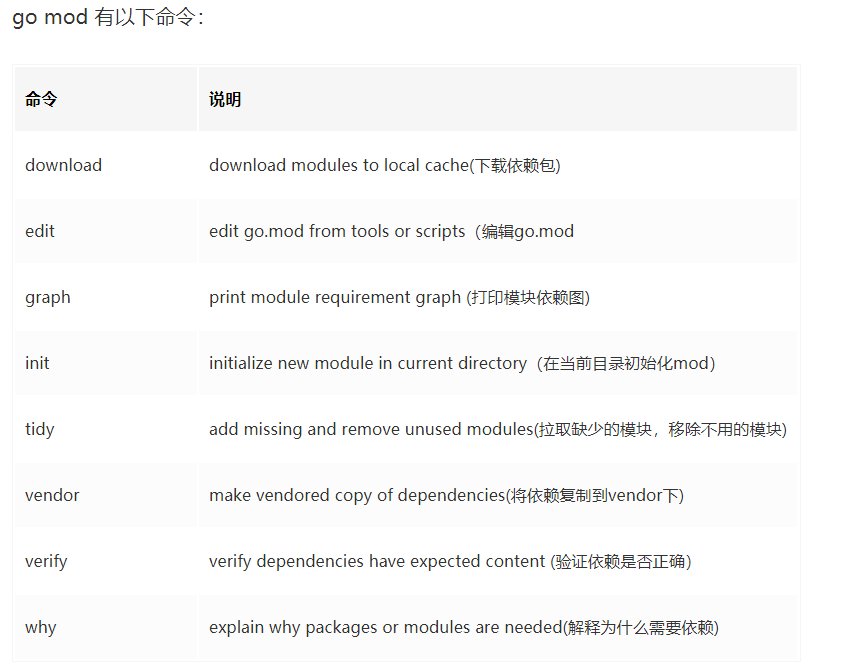 go mod 有以下命令：
命令 说明
download download modules to local cache(下载依赖包)
edit edit go.mod from tools or scripts（编辑go.mod
graph print module requirement graph (打印模块依赖图)
init initialize new module in current directory（在当前目录初始化mod）
tidy add missing and remove unused modules(拉取缺少的模块，移除不用的模块)
vendor make vendored copy of dependencies(将依赖复制到vendor下)
verify verify dependencies have expected content (验证依赖是否正确）
why explain why packages or modules are needed(解释为什么需要依赖)